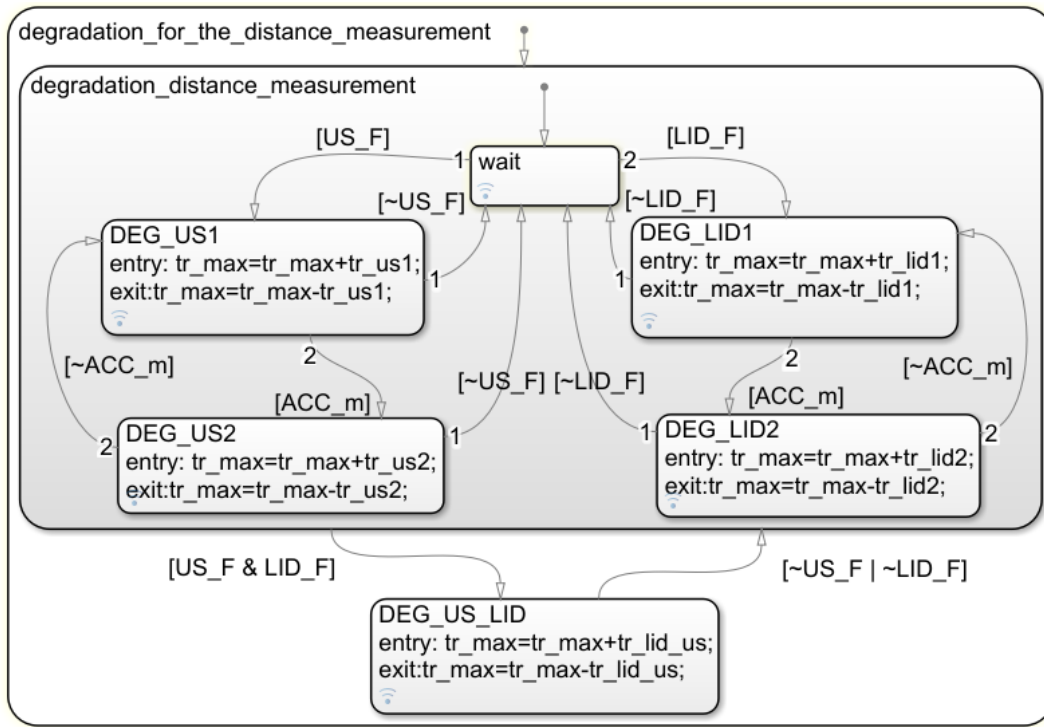 degradation_for_the_distance_measurement
degradation_distance_measurement
[US_F]
[LID_F]
1
wait
2
[~US_F]
[~LID_F]
DEG_US1
entry: tr_max=tr_max+tr_us1;
exit:tr_max=tr_max-tr_us1;
1
DEG_LID1
entry: tr_max=tr_max+tr_lid1;
exit:tr_max=tr_max-tr_lid1;
1
2
2
[~ACC_m]
[ACC_m]
[~US_F]
[~LID_F]
[ACC_m]
[~ACC_m]
DEG_US2
entry: tr_max=tr_max+tr_us2;
exit:tr_max=tr_max-tr_us2;
2
1
DEG_LID2
entry: tr_max=tr_max+tr_lid2;
exit:tr_max=tr_max-tr_lid2;
1
2
[US_F & LID_F]
[~US_F | ~LID_F]
DEG_US_LID
entry: tr_max=tr_max+tr_lid_us;
exit:tr_max=tr_max-tr_lid_us;